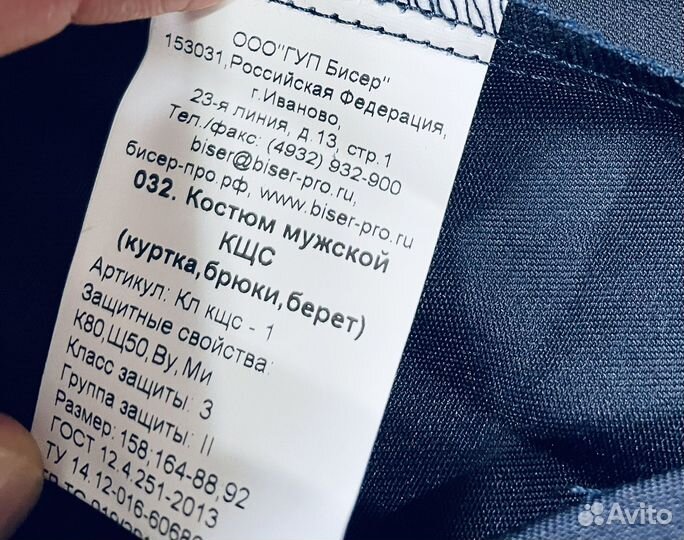 ООО"ГУП Бисер"
153031,Российская Федерация,
г.Иваново,
23-я линия, д.13, стр.1
Тел./факс: (4932) 932-900
biser@biser-pro.ru,
бисер-про.рф, www.biser-pro.ru
032. Костюм мужской
КЩС
(куртка,брюки,берет)
Артикул: Кл кщс - 1
Защитные свойства:
К80,Щ50,Ву,Ми
Класс защиты: 3
Группа защиты: II
Размер: 158;164-88,92
ГОСТ 12.4.251-2013
ТУ 14.12-016-6068
Avito